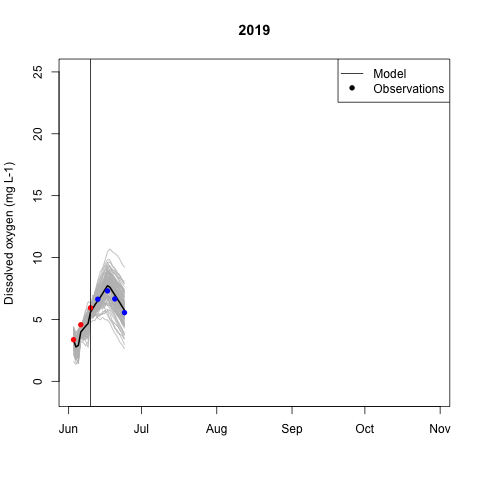 2019
Dissolved oxygen (mg L-1)
25
20
15
10
5
0
Model
Observations
Jun
Jul
Aug
Sep
Oct
Nov